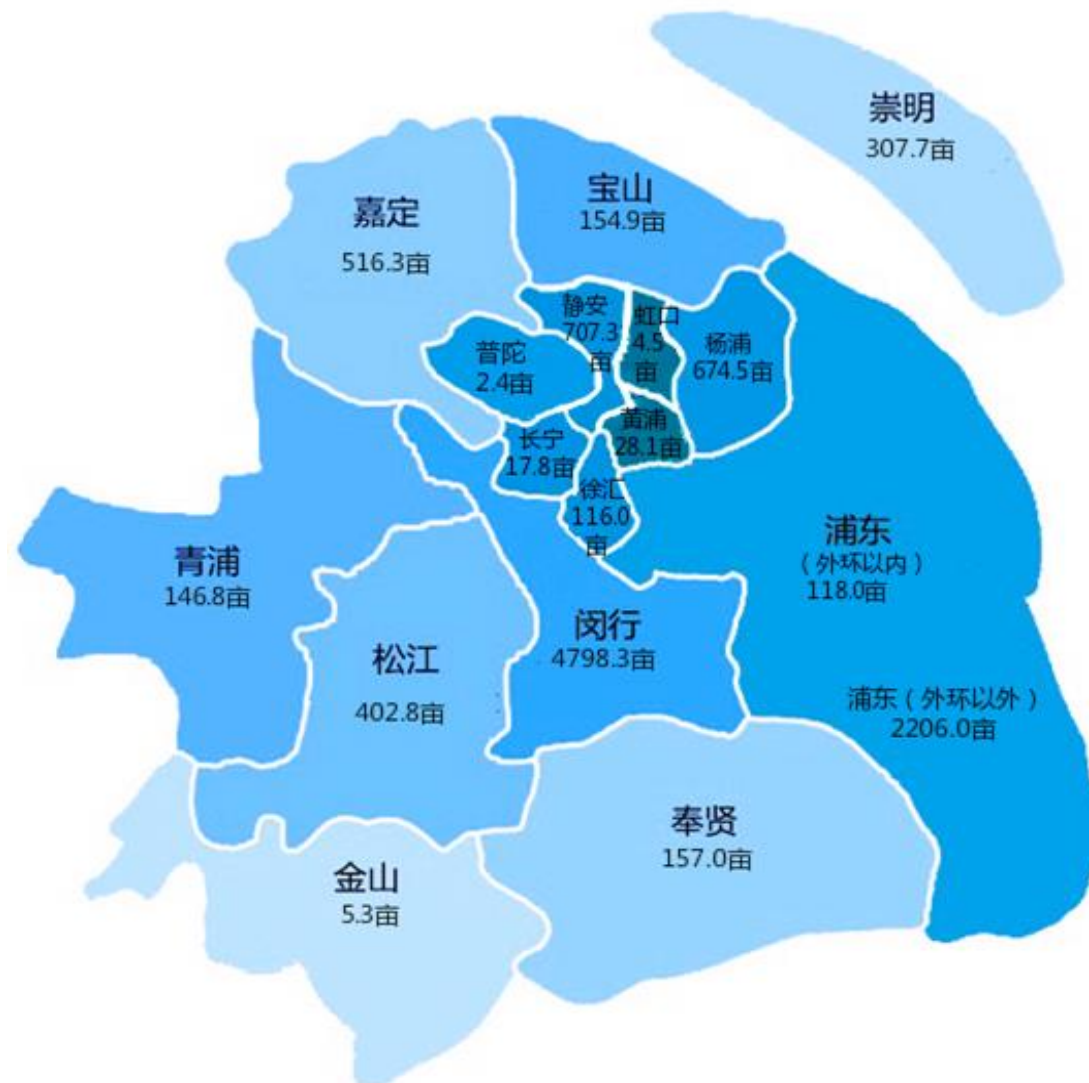 崇明
307.7亩
宝山
154.9亩
嘉定
516.3亩
静安
707.3
亩
虹口
4.5
亩
杨浦
674.5亩
普陀
2.4亩
黄浦
28.1亩
长宁
17.8亩
徐汇
116.0
亩
浦东
（外环以内）
118.0亩
青浦
146.8亩
闵行
4798.3亩
松江
402.8亩
浦东（外环以外）
2206.0亩
奉贤
157.0亩
金山
5.3亩